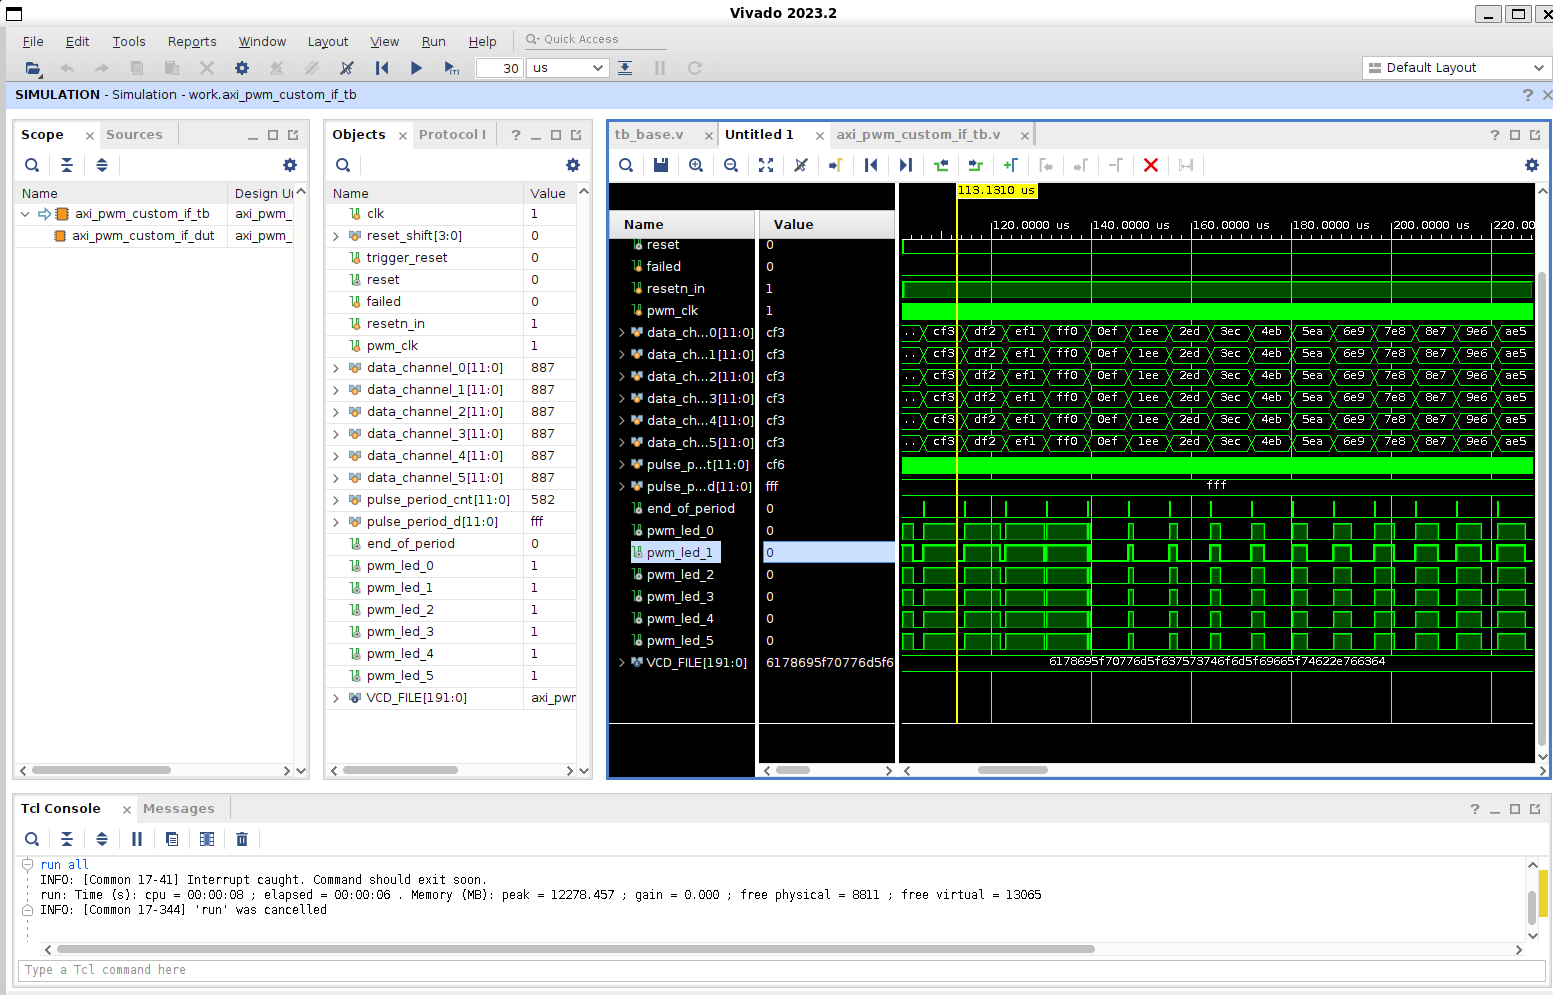 Vivado 2023.2
File Edit Tools Reports Window Layout View Run Help Quick Access
30 us Default Layout
SIMULATION - Simulation - work.axi_pwm_custom_if_tb ?
Scope Sources
Name Design Ur
axi_pwm_custom_if_tb axi_pwm_
axi_pwm_custom_if_dut axi_pwm_
Objects Protocol I ?
Name Value
clk 1
reset_shift[3:0] 0
trigger_reset 0
reset 0
failed 0
resetn_in 1
pwm_clk 1
data_channel_0[11:0] 887
data_channel_1[11:0] 887
data_channel_2[11:0] 887
data_channel_3[11:0] 887
data_channel_4[11:0] 887
data_channel_5[11:0] 887
pulse_period_cnt[11:0] 582
pulse_period_d[11:0] fff
end_of_period 0
pwm_led_0 1
pwm_led_1 1
pwm_led_2 1
pwm_led_3 1
pwm_led_4 1
pwm_led_5 1
VCD_FILE[191:0] axi_pwr
tb_base.v Untitled 1 axi_pwm_custom_if_tb.v ?
113.1310 us
Name Value 120.0000 us 140.0000 us 160.0000 us 180.0000 us 200.0000 us 220.00
reset 0
failed 0
resetn_in 1
pwm_clk 1
data_ch...0[11:0] cf3 .. cf3 df2 ef1 ff0 0ef 1ee 2ed 3ec 4eb 5ea 6e9 7e8 8e7 9e6 ae5
data_ch...1[11:0] cf3 .. cf3 df2 ef1 ff0 0ef 1ee 2ed 3ec 4eb 5ea 6e9 7e8 8e7 9e6 ae5
data_ch...2[11:0] cf3 .. cf3 df2 ef1 ff0 0ef 1ee 2ed 3ec 4eb 5ea 6e9 7e8 8e7 9e6 ae5
data_ch...3[11:0] cf3 .. cf3 df2 ef1 ff0 0ef 1ee 2ed 3ec 4eb 5ea 6e9 7e8 8e7 9e6 ae5
data_ch...4[11:0] cf3 .. cf3 df2 ef1 ff0 0ef 1ee 2ed 3ec 4eb 5ea 6e9 7e8 8e7 9e6 ae5
data_ch...5[11:0] cf3 .. cf3 df2 ef1 ff0 0ef 1ee 2ed 3ec 4eb 5ea 6e9 7e8 8e7 9e6 ae5
pulse_p...t[11:0] cf6
pulse_p...d[11:0] fff fff
end_of_period 0
pwm_led_0 0
pwm_led_1 0
pwm_led_2 0
pwm_led_3 0
pwm_led_4 0
pwm_led_5 0
VCD_FILE[191:0] 6178695f70776d5f6 6178695f70776d5f637573746f6d5f69665f74622e766364
Tcl Console Messages ?
run all
INFO: [Common 17-41] Interrupt caught. Command should exit soon.
run: Time (s): cpu = 00:00:08 ; elapsed = 00:00:06 . Memory (MB): peak = 12278.457 ; gain = 0.000 ; free physical = 8811 ; free virtual = 13065
INFO: [Common 17-344] 'run' was cancelled
Type a Tcl command here